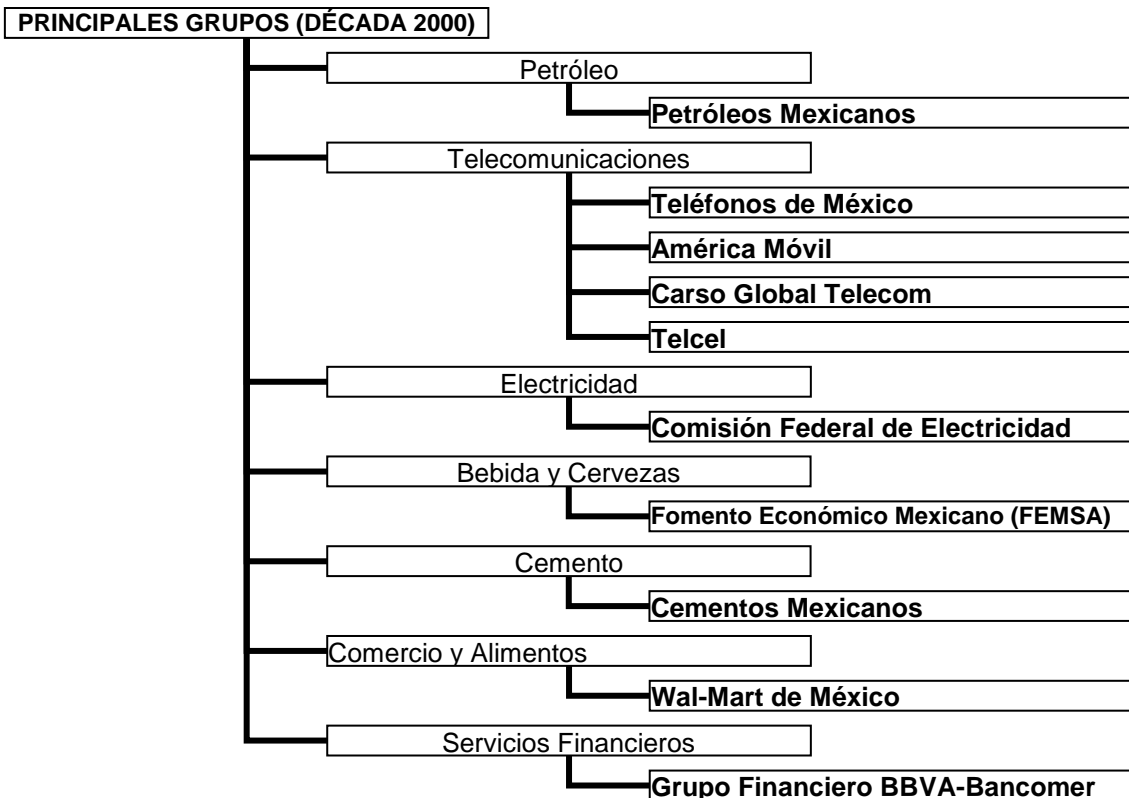 PRINCIPALES GRUPOS (DÉCADA 2000)
Petróleo
Petróleos Mexicanos
Telecomunicaciones
Teléfonos de México
América Móvil
Carso Global Telecom
Telcel
Electricidad
Comisión Federal de Electricidad
Bebida y Cervezas
Fomento Económico Mexicano (FEMSA)
Cemento
Cementos Mexicanos
Comercio y Alimentos
Wal-Mart de México
Servicios Financieros
Grupo Financiero BBVA-Bancomer